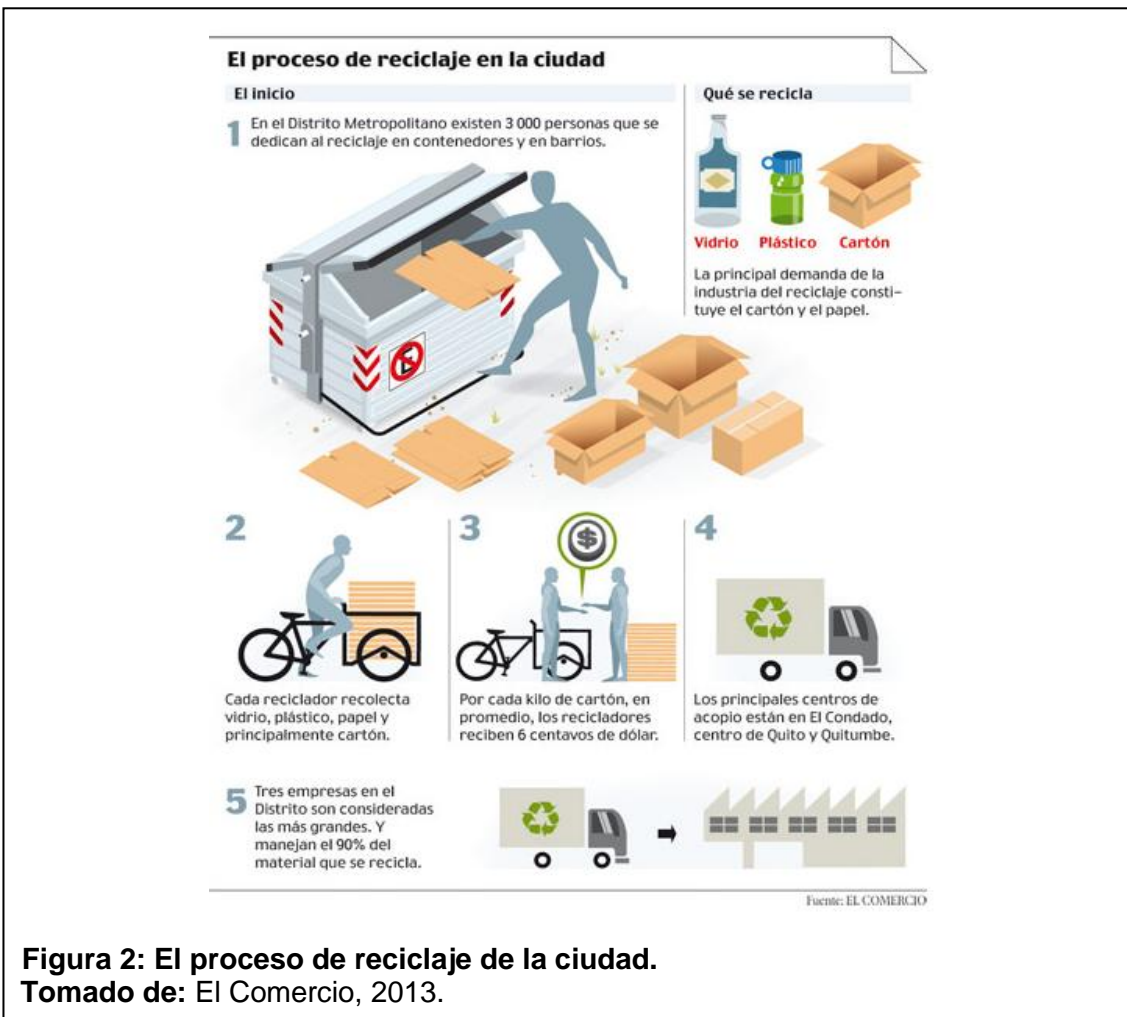 El proceso de reciclaje en la ciudad
El inicio
1 En el Distrito Metropolitano existen 3 000 personas que se
dedican al reciclaje en contenedores y en barrios.
E
Qué se recicla
Vidrio Plástico Cartón
La principal demanda de la
industria del reciclaje consti-
tuye el cartón y el papel.
2
Cada reciclador recolecta
vidrio, plástico, papel y
principalmente cartón.
3
$
Por cada kilo de cartón, en
promedio, los recicladores
reciben 6 centavos de dólar.
4
Los principales centros de
acopio están en El Condado,
centro de Quito y Quitumbe.
5 Tres empresas en el
Distrito son consideradas
las más grandes. Y
manejan el 90% del
material que se recicla.
Fuente: EL COMERCIO
Figura 2: El proceso de reciclaje de la ciudad.
Tomado de: El Comercio, 2013.